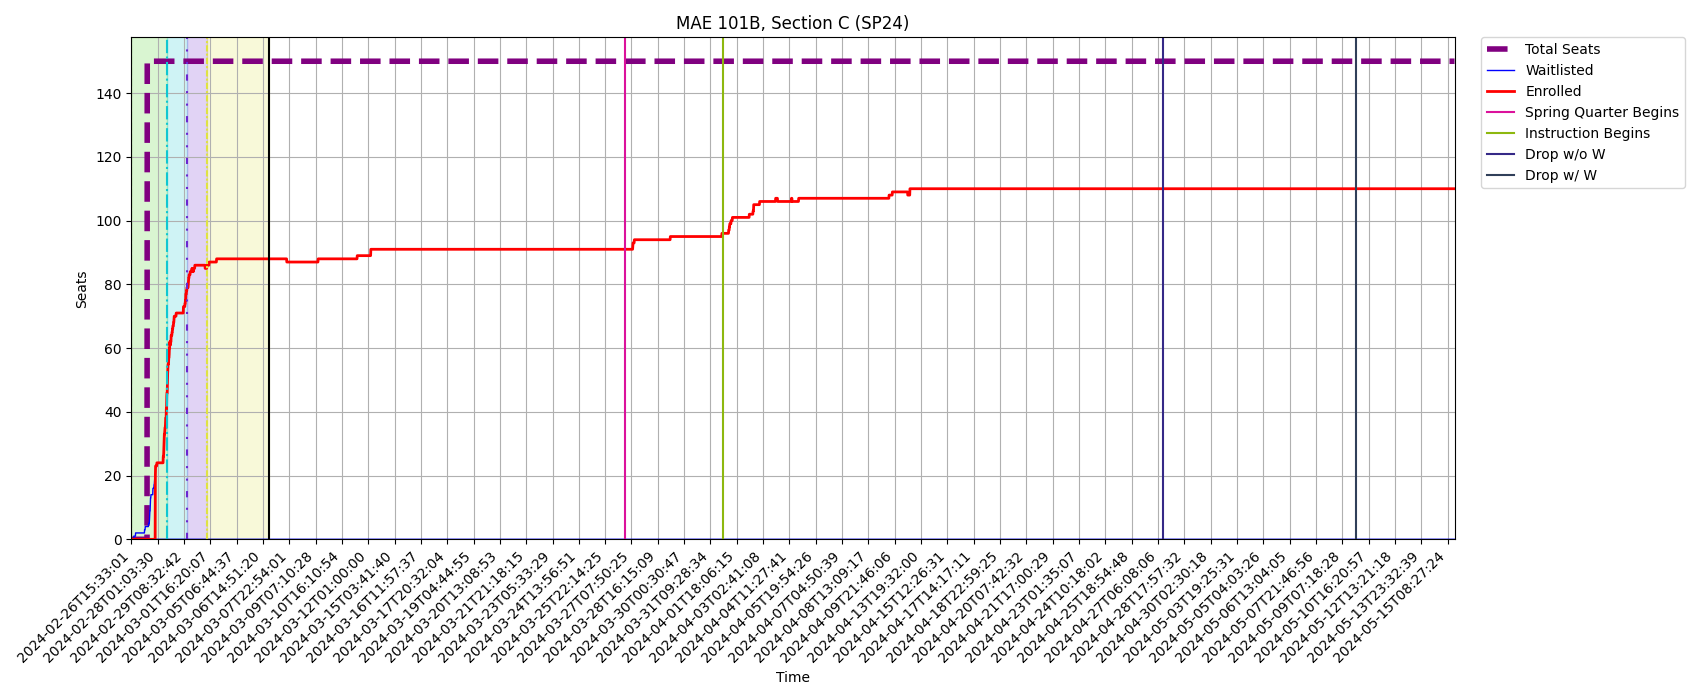 MAE 101B, Section C (SP24)
Total Seats
Waitlisted
Enrolled
Spring Quarter Begins
Instruction Begins
Drop w/o W
Drop w/ W
Seats
140
120
100
80
60
40
20
0
2024-02-26T15:33:01
2024-02-28T01:03:30
2024-02-29T08:32:42
2024-03-01T16:20:07
2024-03-05T06:44:37
2024-03-06T14:51:20
2024-03-07T22:54:01
2024-03-09T07:10:28
2024-03-10T16:10:54
2024-03-12T01:00:00
2024-03-15T03:41:40
2024-03-16T11:57:37
2024-03-17T20:32:04
2024-03-19T04:44:55
2024-03-20T13:08:53
2024-03-21T21:18:15
2024-03-23T05:33:29
2024-03-24T13:56:51
2024-03-25T22:14:25
2024-03-27T07:50:25
2024-03-28T16:15:09
2024-03-30T00:30:47
2024-03-31T09:28:34
2024-04-01T18:06:15
2024-04-03T02:41:08
2024-04-04T11:27:41
2024-04-05T19:54:26
2024-04-07T04:50:39
2024-04-08T13:09:17
2024-04-09T21:46:06
2024-04-13T19:32:00
2024-04-15T12:26:31
2024-04-17T14:17:11
2024-04-18T22:59:25
2024-04-20T07:42:32
2024-04-21T17:00:29
2024-04-23T01:35:07
2024-04-24T10:18:02
2024-04-25T18:54:48
2024-04-27T06:08:06
2024-04-28T17:57:32
2024-04-30T02:30:18
2024-05-03T19:25:31
2024-05-05T04:03:26
2024-05-06T13:04:05
2024-05-07T21:46:56
2024-05-09T07:18:28
2024-05-10T16:20:57
2024-05-12T13:21:18
2024-05-13T23:32:39
2024-05-15T08:27:24
Time